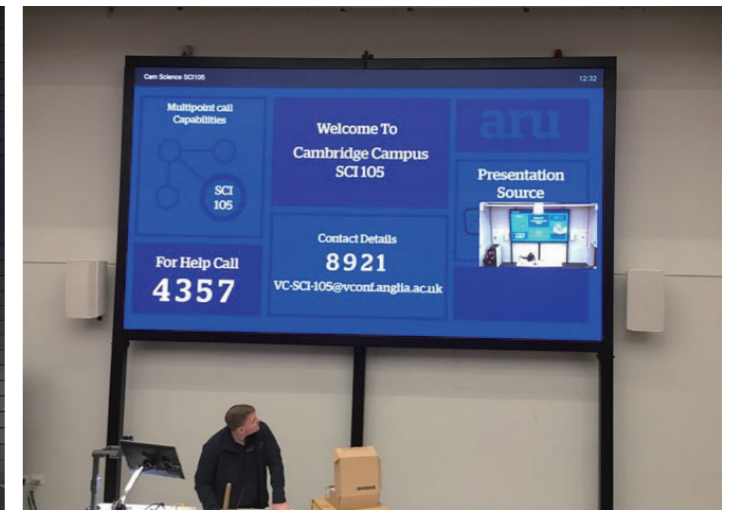 Cam Science SCI105
12:32
Multipoint call
Capabilities
SCI
105
For Help Call
4357
Welcome To
Cambridge Campus
SCI 105
Contact Details
8921
VC-SCI-105@vconf.anglia.ac.uk
aru
Presentation
Source